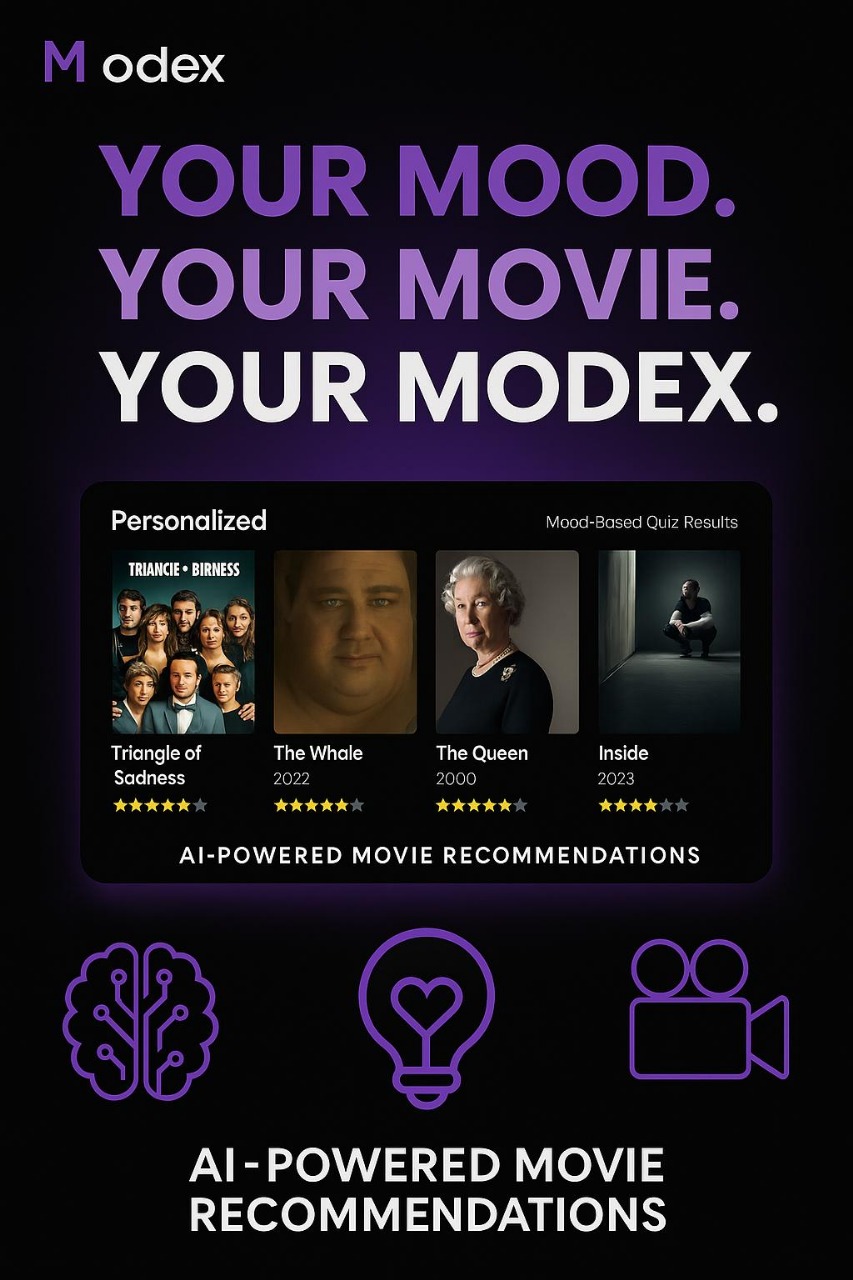 M odex
YOUR MOOD.
YOUR MOVIE.
YOUR MODEX.
Personalized
Mood-Based Quiz Results
TRIANCIE • BIRNESS
Triangle of
Sadness
The Whale
2022
The Queen
2000
Inside
2023
AI-POWERED MOVIE RECOMMENDATIONS
AI-POWERED MOVIE
RECOMMENDATIONS